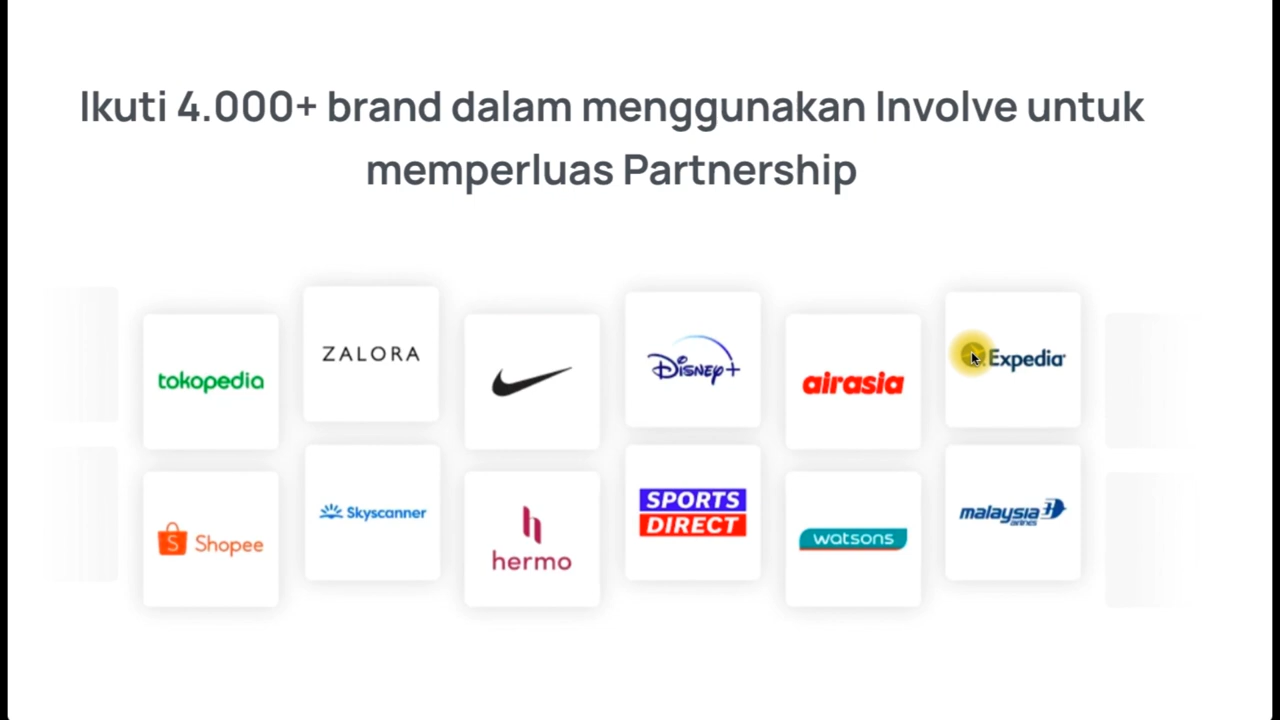 Ikuti 4.000+ brand dalam menggunakan Involve untuk
memperluas Partnership
tokopedia
ZALORA
Disney+
airasia
Expedia
Shopee
Skyscanner
hermo
SPORTS
DIRECT
watsons
malaysia
airlines